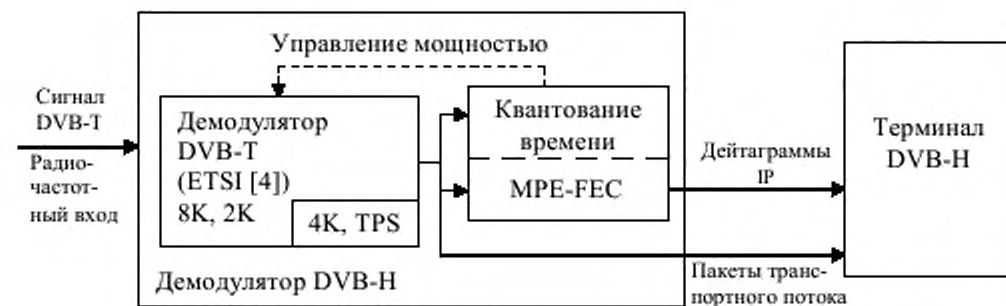 Управление мощностью
Сигнал
DVB-T
Радио-
частот-
ный вход
Демодулятор
DVB-T
(ETSI [4])
8K, 2K
4K, TPS
Квантование
времени
MPE-FEC
Демодулятор DVB-H
Дейтаграммы
IP
Пакеты транс-
портного потока
Терминал
DVB-H